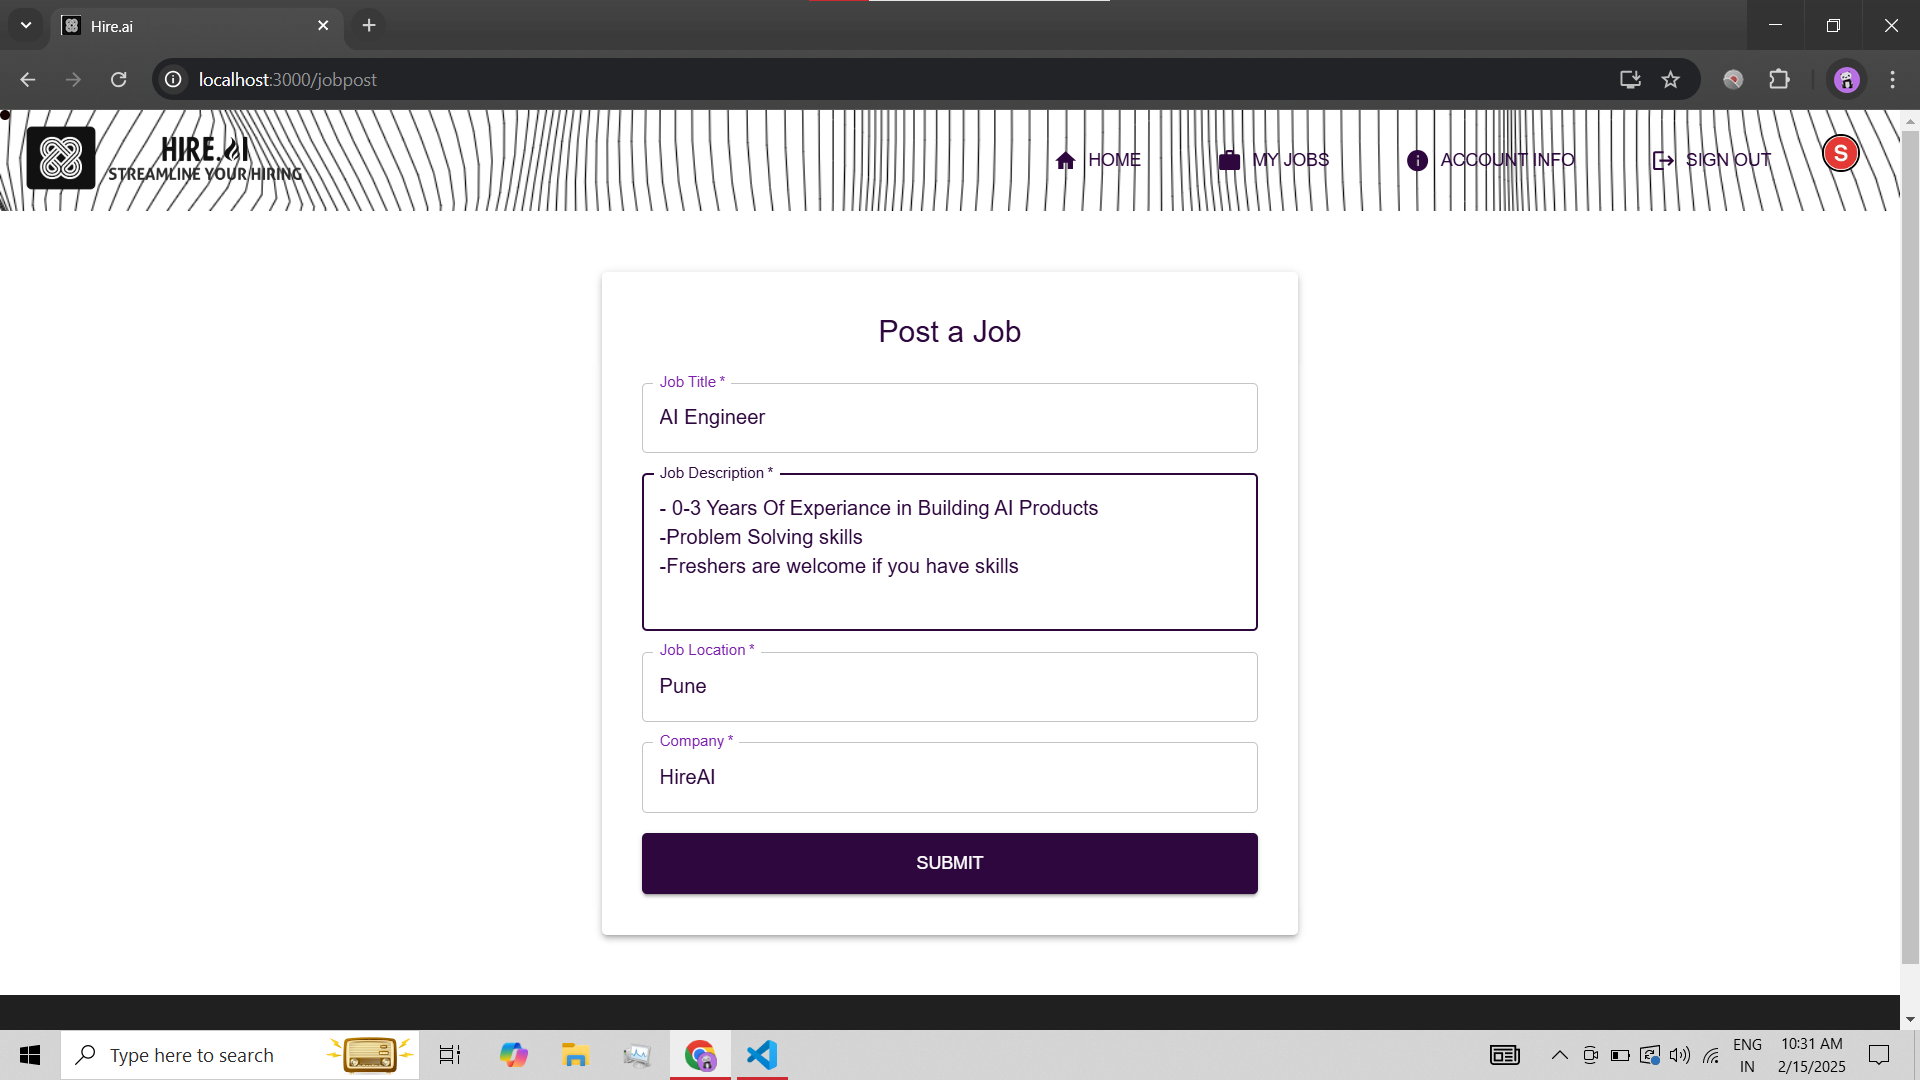 Hire.ai
localhost:3000/jobpost
HIRE.AI
STREAMLINE YOUR HIRING
HOME
MY JOBS
ACCOUNT INFO
SIGN OUT
S
Post a Job
Job Title *
AI Engineer
Job Description *
- 0-3 Years Of Experiance in Building AI Products
-Problem Solving skills
-Freshers are welcome if you have skills
Job Location *
Pune
Company *
HireAI
SUBMIT
Type here to search
ENG
IN
10:31 AM
2/15/2025